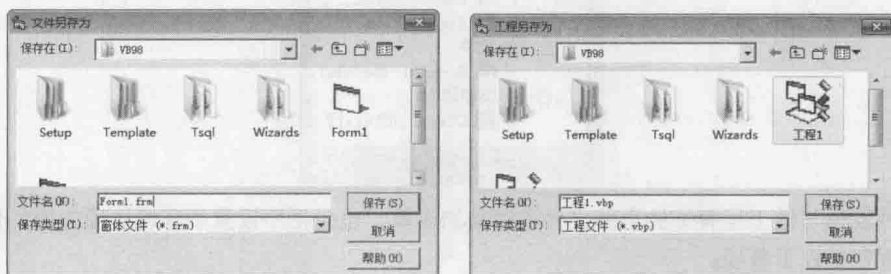 文件另存为
保存在(I):
VB98
Setup
Template
Tsql
Wizards
Form1
文件名(N):
Form1.frm
保存(S)
保存类型(T):
窗体文件 (*.frm)
取消
帮助(H)
工程另存为
保存在(I):
VB98
Setup
Template
Tsql
Wizards
工程1
文件名(N):
工程1.vbp
保存(S)
保存类型(T):
工程文件 (*.vbp)
取消
帮助(H)